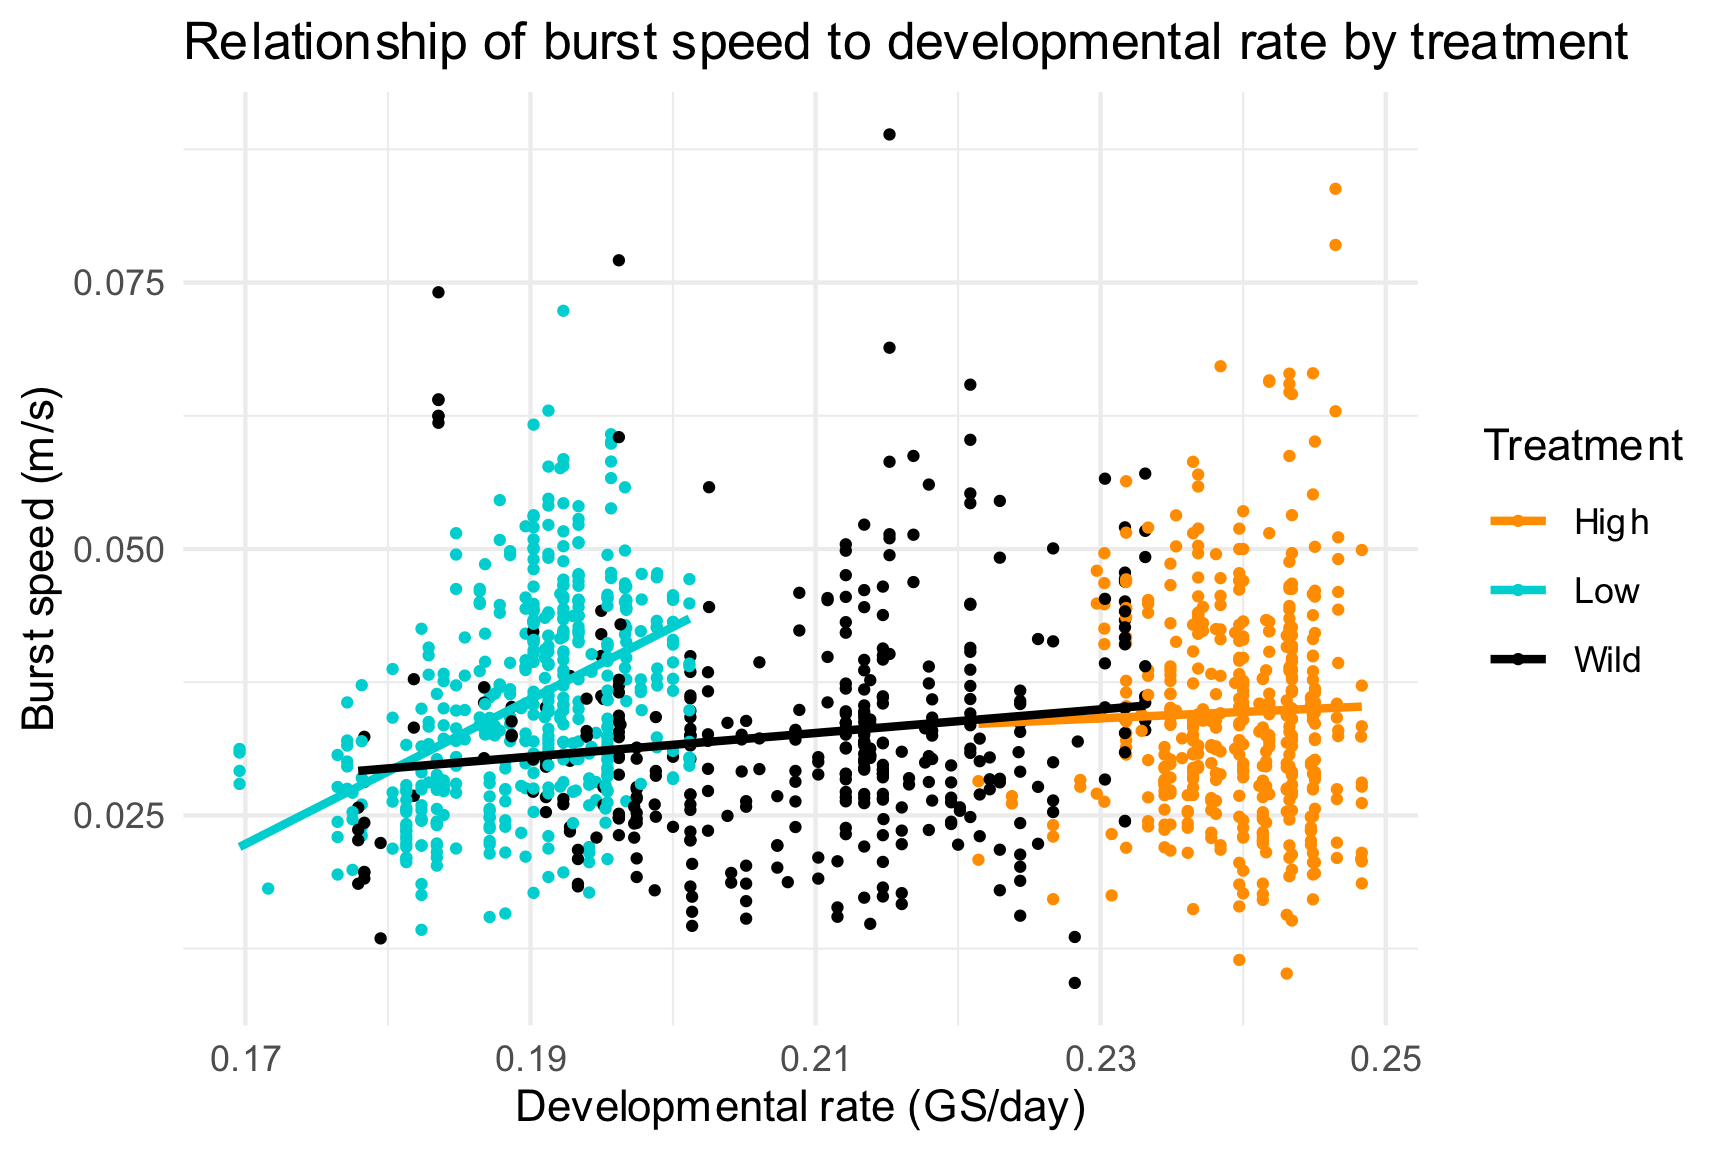 Relationship of burst speed to developmental rate by treatment
Burst speed (m/s)
0.075
0.050
0.025
0.17 0.19 0.21 0.23 0.25
Developmental rate (GS/day)
Treatment
High
Low
Wild